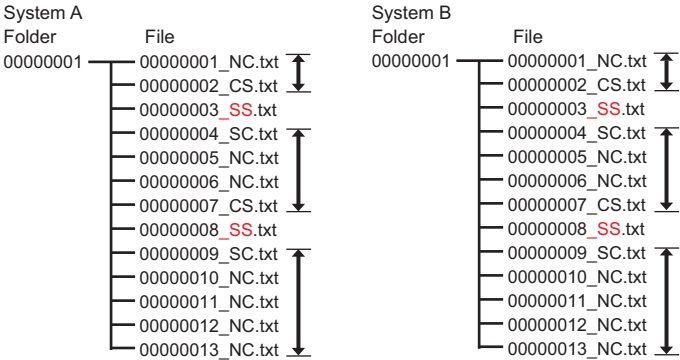 System A
Folder File
00000001 00000001_NC.txt
00000002_CS.txt
00000003_SS.txt
00000004_SC.txt
00000005_NC.txt
00000006_NC.txt
00000007_CS.txt
00000008_SS.txt
00000009_SC.txt
00000010_NC.txt
00000011_NC.txt
00000012_NC.txt
00000013_NC.txt
System B
Folder File
00000001 00000001_NC.txt
00000002_CS.txt
00000003_SS.txt
00000004_SC.txt
00000005_NC.txt
00000006_NC.txt
00000007_CS.txt
00000008_SS.txt
00000009_SC.txt
00000010_NC.txt
00000011_NC.txt
00000012_NC.txt
00000013_NC.txt